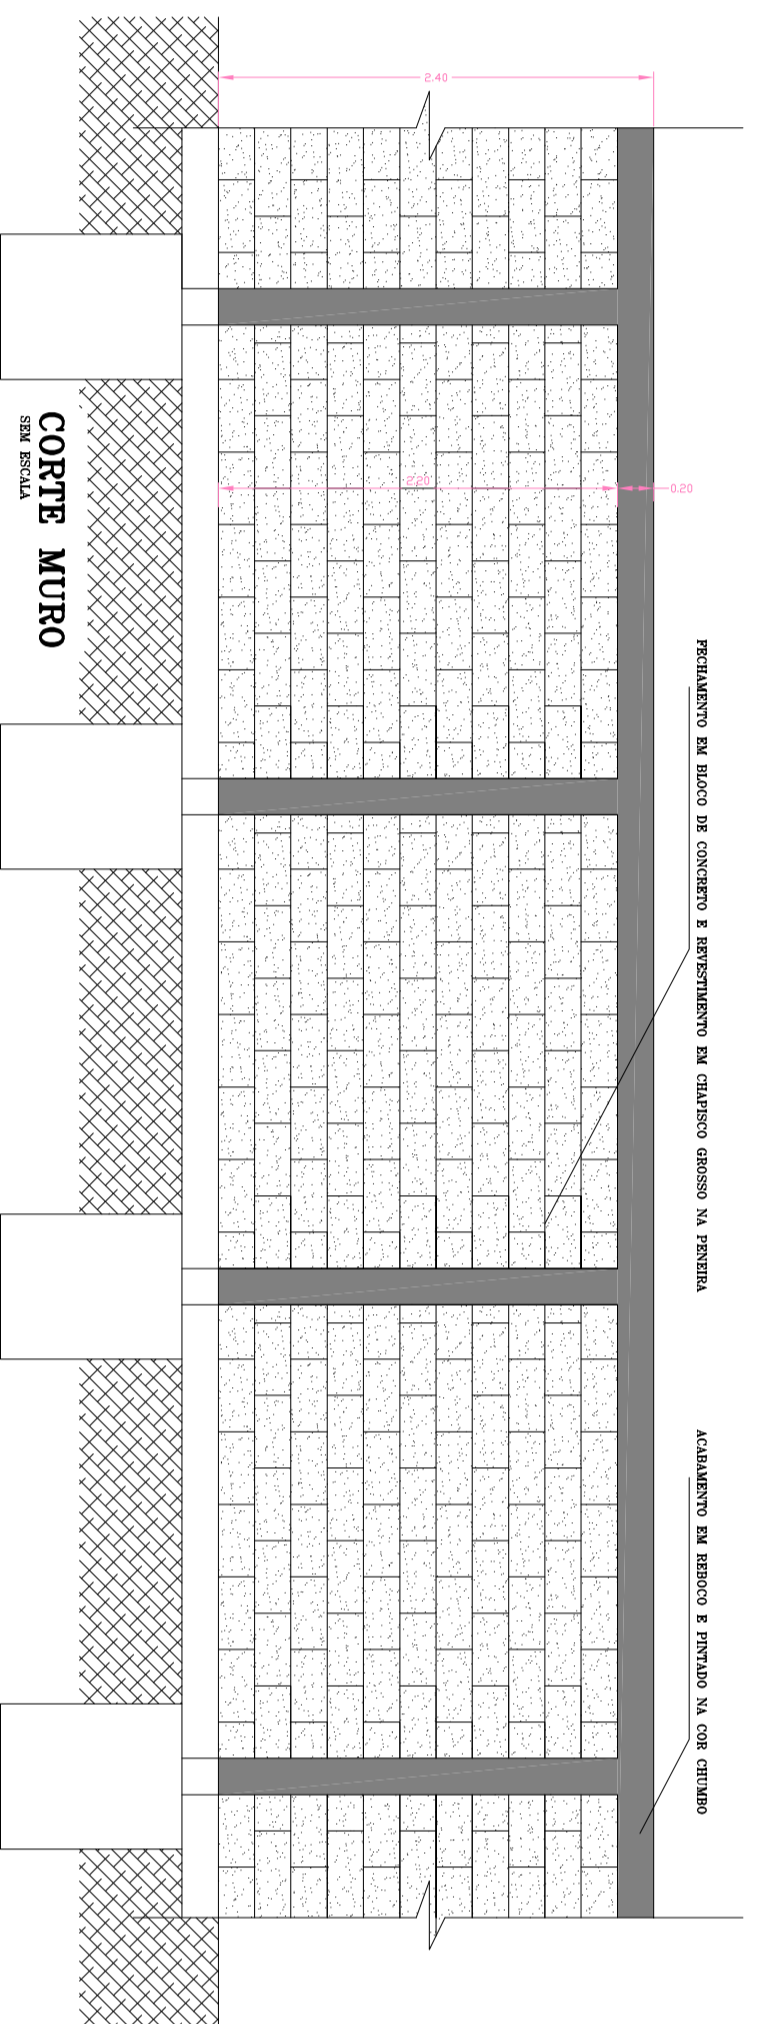 FECHAMENTO EM BLOCO DE CONCRETO E REVESTIMENTO EM CHAPISCO GROSSO NA PENEIRA
ACABAMENTO EM REBOCO E PINTADO NA COR CHUMBO
0.20
2.40
2.20
CORTE MURO
SEM ESCALA